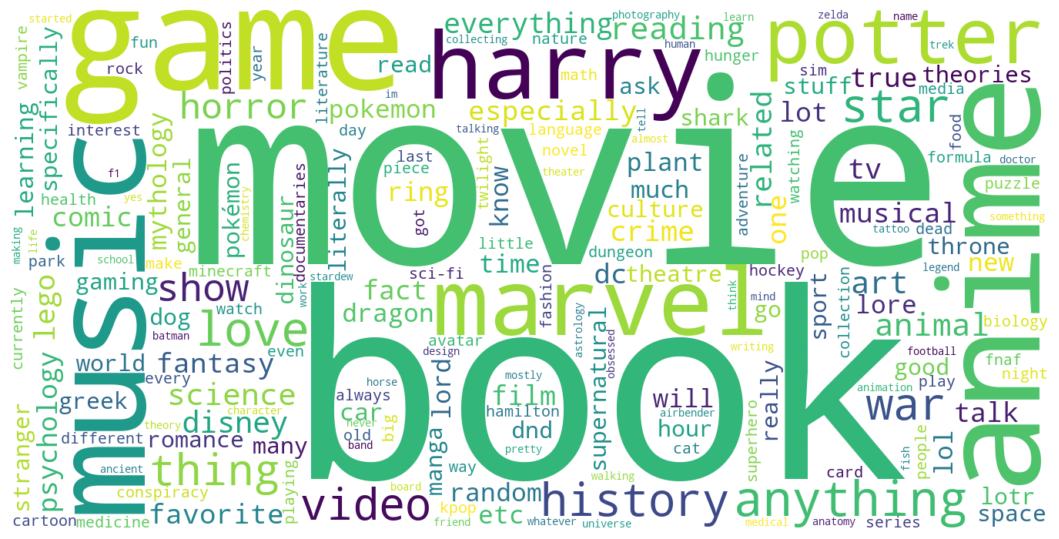 started
photography
learn
zelda
name
vampire
fun
rock
politics
year
literature
game
im
read
everything
collecting
nature
reading
human
hunger
potter
trek
specifically
harry
ask
math
sim
stuff
true
theories
media
horror
pokemon
especially
shark
lot
star
learning
interest
f1
mythology
day
talking
language
tell
almost
novel
related
watching
food
doctor
movie
last
piece
theater
plant
adventure
tv
formula
puzzle
anime
health
yes
chemistry
general
pokémon
literally
documentaries
got
ring
twilight
know
much
culture
crime
one
musical
tattoo
dead
something
comic
making
life
school
park
make
minecraft
dinosaur
stardew
work
little
time
dungeon
sci-fi
dc
theatre
hockey
pop
throne
legend
new
music
gaming
show
watch
fact
marvel
fashion
think
mind
go
sport
art
lore
collection
currently
psychology
lego
dog
batman
love
dragon
avatar
design
astrology
obsessed
writing
animal
biology
world
even
book
football
fnaf
night
every
fantasy
horse
mostly
film
supernatural
will
animation
good
play
greek
science
character
always
car
never
big
hamilton
airbender
hour
really
war
talk
stranger
different
theory
disney
old
band
dnd
pretty
cat
people
lol
ancient
romance
many
manga
lord
way
walking
superhero
card
fish
thing
conspiracy
playing
board
random
history
anything
lotr
cartoon
medicine
favorite
video
kpop
friend
etc
whatever
universe
medical
anatomy
series
space